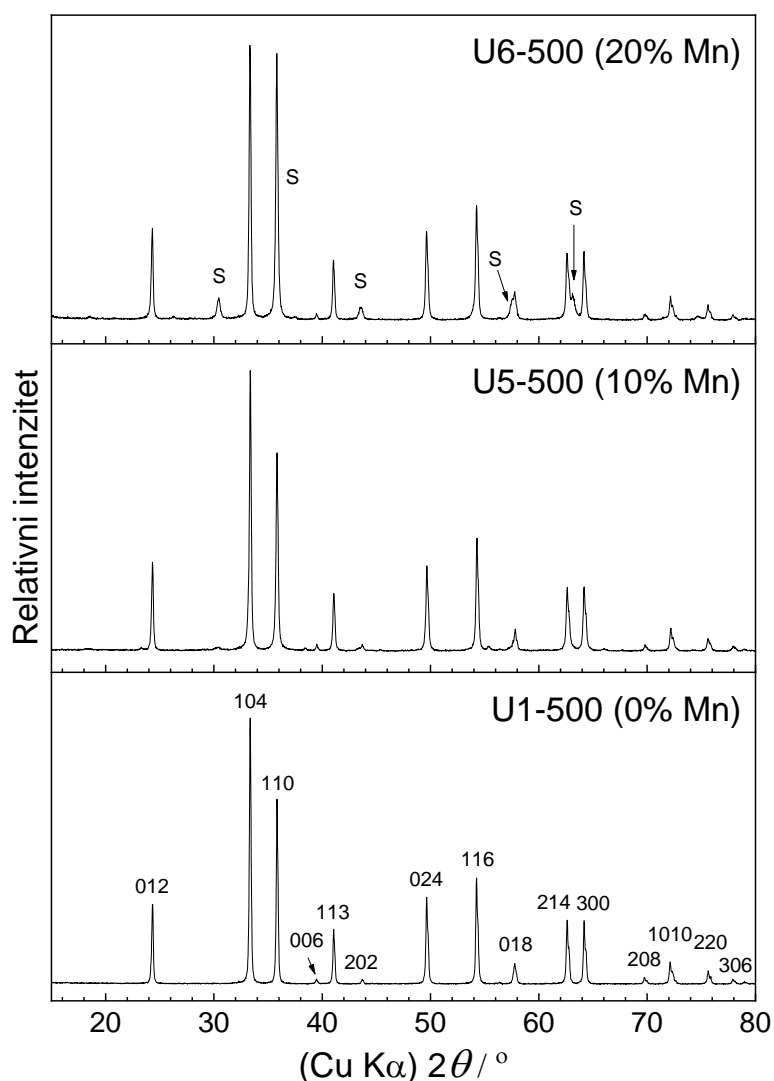 U6-500 (20% Mn)
S
S
S
S
S
U5-500 (10% Mn)
Relativni intenzitet
U1-500 (0% Mn)
104
110
012
113
006
202
024
116
018
214
300
208
1010
220
306
20 30 40 50 60 70 80
(Cu Kα) 2θ / °